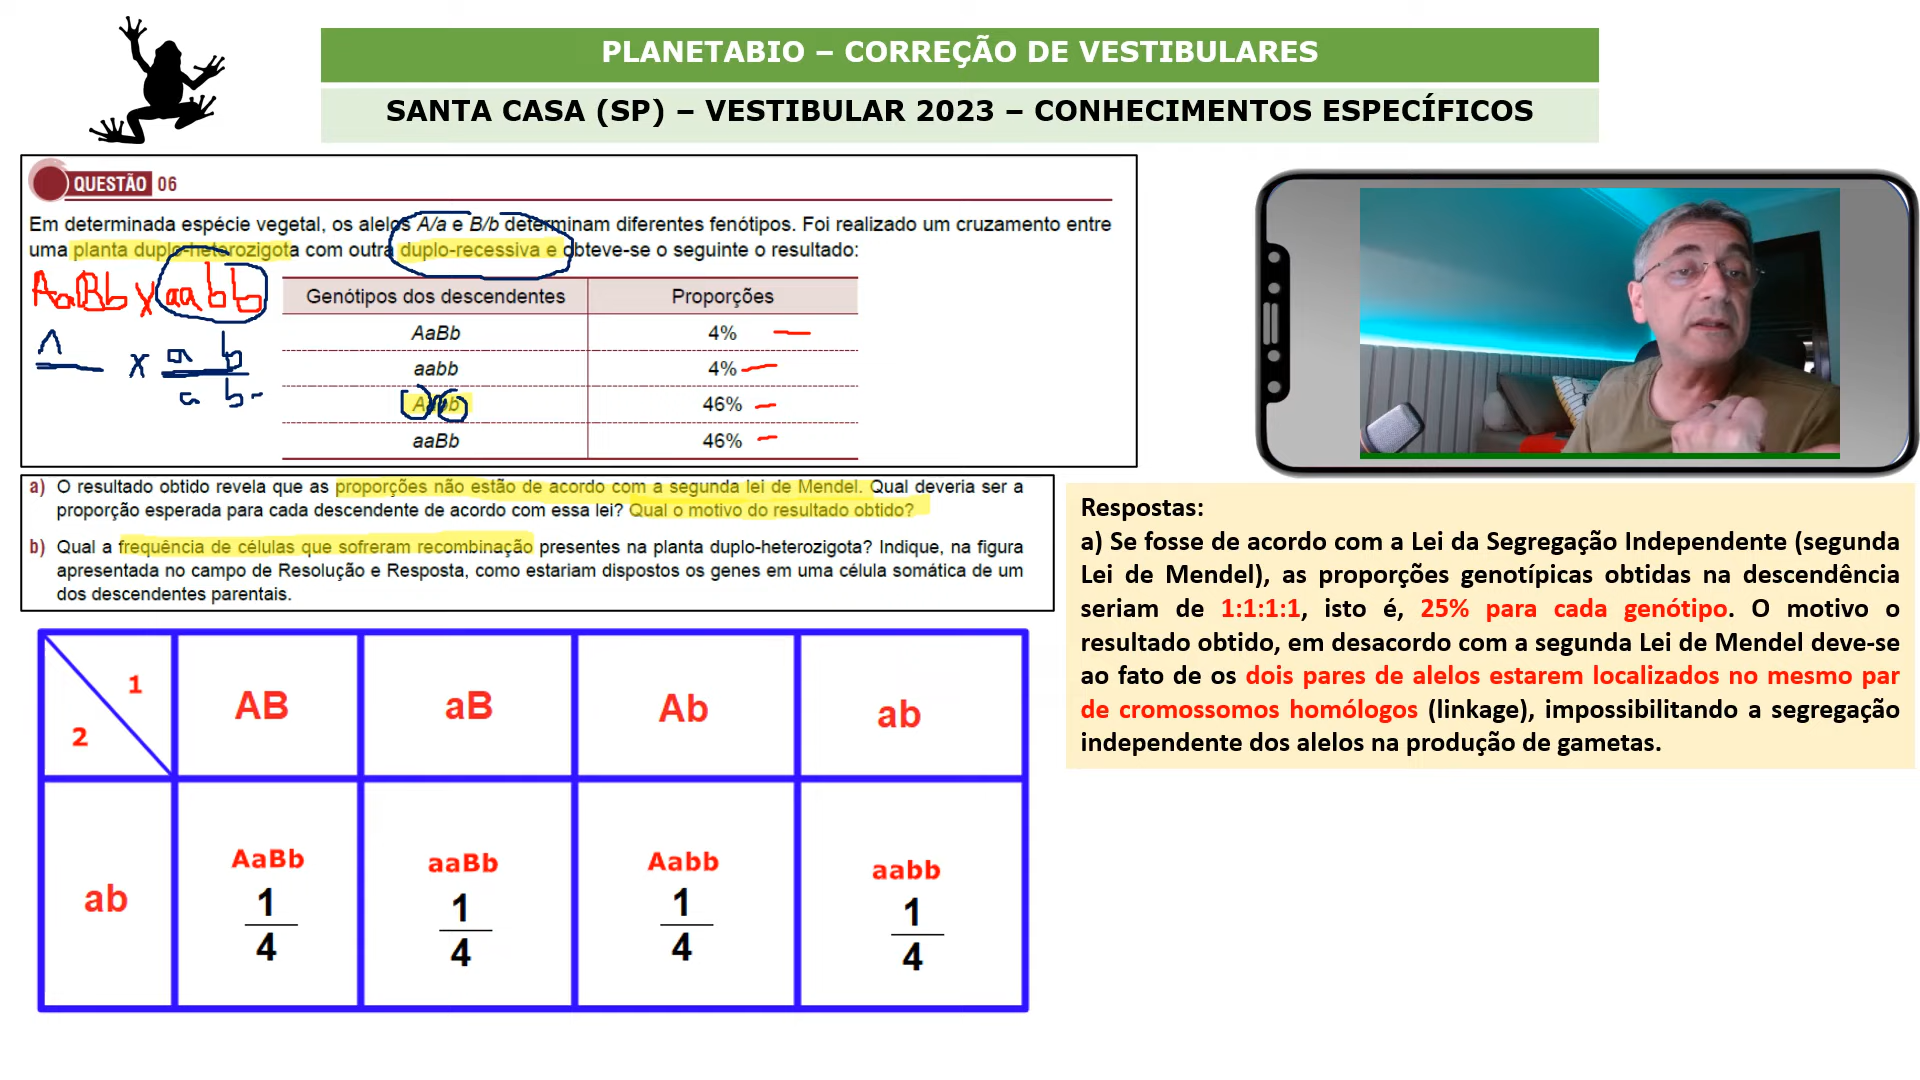 PLANETABIO – CORREÇÃO DE VESTIBULARES
SANTA CASA (SP) – VESTIBULAR 2023 – CONHECIMENTOS ESPECÍFICOS
QUESTÃO 06
Em determinada espécie vegetal, os alelos A/a e B/b determinam diferentes fenótipos. Foi realizado um cruzamento entre
uma planta duplo-heterozigota com outra duplo-recessiva e obteve-se o seguinte o resultado:
AaBb x aabb
A x a b
a b
Genótipos dos descendentes Proporções
AaBb 4%
aabb 4%
Aabb 46%
aaBb 46%
a) O resultado obtido revela que as proporções não estão de acordo com a segunda lei de Mendel. Qual deveria ser a
proporção esperada para cada descendente de acordo com essa lei? Qual o motivo do resultado obtido?
b) Qual a frequência de células que sofreram recombinação presentes na planta duplo-heterozigota? Indique, na figura
apresentada no campo de Resolução e Resposta, como estariam dispostos os genes em uma célula somática de um
dos descendentes parentais.
1
2
AB aB Ab ab
ab
AaBb aaBb Aabb aabb
1 1 1 1
4 4 4 4
Respostas:
a) Se fosse de acordo com a Lei da Segregação Independente (segunda
Lei de Mendel), as proporções genotípicas obtidas na descendência
seriam de 1:1:1:1, isto é, 25% para cada genótipo. O motivo o
resultado obtido, em desacordo com a segunda Lei de Mendel deve-se
ao fato de os dois pares de alelos estarem localizados no mesmo par
de cromossomos homólogos (linkage), impossibilitando a segregação
independente dos alelos na produção de gametas.